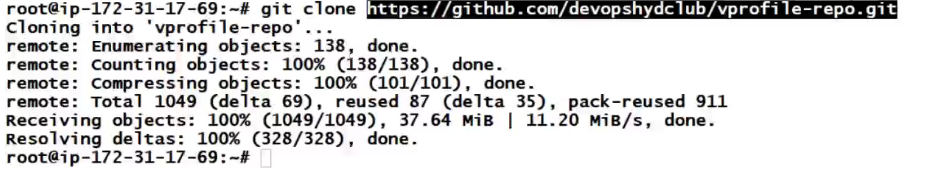 root@ip-172-31-17-69:~# git clone https://github.com/devopshydclub/vprofile-repo.git
Cloning into 'vprofile-repo'...
remote: Enumerating objects: 138, done.
remote: Counting objects: 100% (138/138), done.
remote: Compressing objects: 100% (101/101), done.
remote: Total 1049 (delta 69), reused 87 (delta 35), pack-reused 911
Receiving objects: 100% (1049/1049), 37.64 MiB | 11.20 MiB/s, done.
Resolving deltas: 100% (328/328), done.
root@ip-172-31-17-69:~#